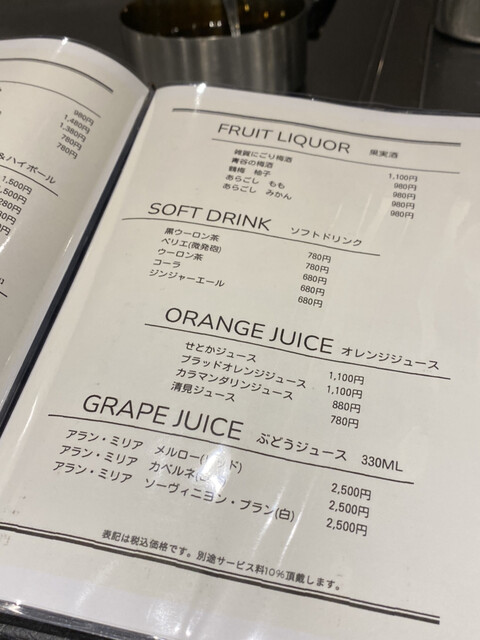 980円
1,480円
1,380円
780円
780円
&ハイボール
1,500円
FRUIT LIQUOR 果実酒
雑賀にごり梅酒 1,100円
青谷の梅酒 980円
鶴梅 柚子 980円
あらごし もも 980円
あらごし みかん 980円
SOFT DRINK ソフトドリンク
黒ウーロン茶 780円
ペリエ(微発砲) 780円
ウーロン茶 680円
コーラ 680円
ジンジャーエール 680円
ORANGE JUICE オレンジジュース
せとかジュース 1,100円
ブラッドオレンジジュース 1,100円
カラマンダリンジュース 880円
清見ジュース 780円
GRAPE JUICE ぶどうジュース 330ML
アラン・ミリア メルロー 2,500円
アラン・ミリア カベルネ 2,500円
アラン・ミリア ソーヴィニヨン・ブラン(白) 2,500円
表記は税込価格です。別途サービス料10%頂戴します。